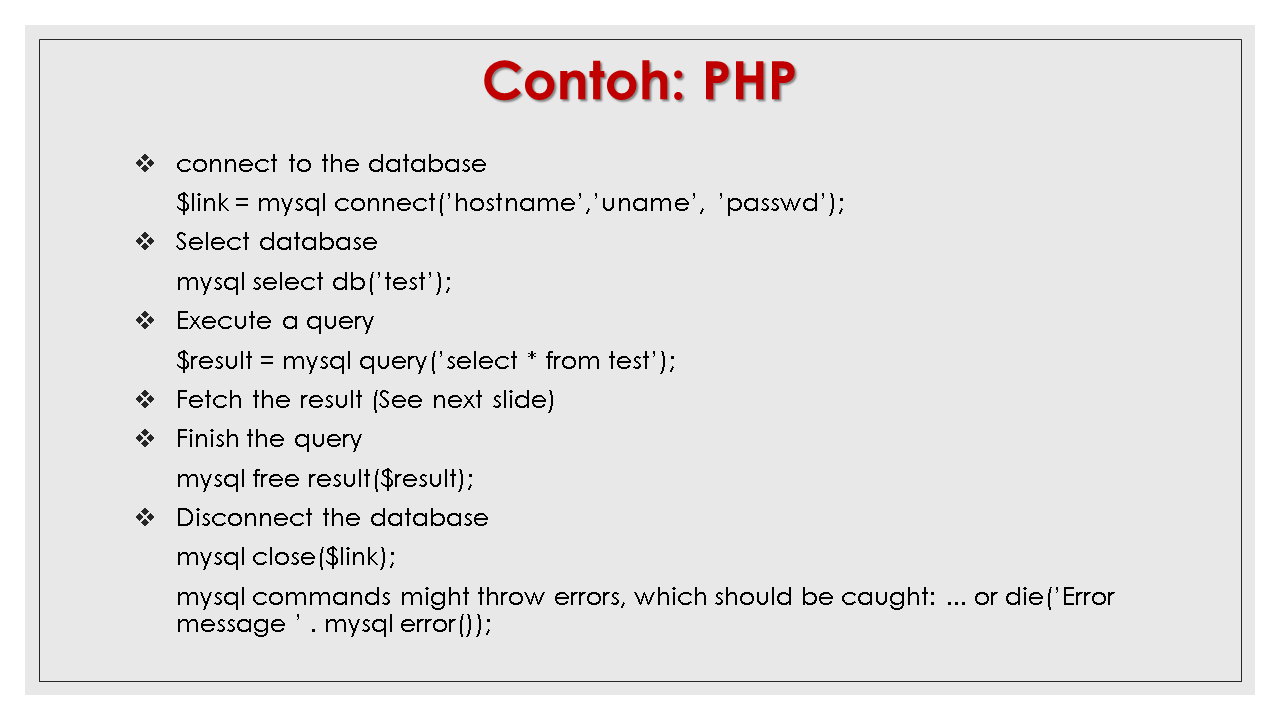 Contoh: PHP
❖ connect to the database
$link = mysql connect(’hostname’,’uname’, ’passwd’);
❖ Select database
mysql select db(’test’);
❖ Execute a query
$result = mysql query(’select * from test’);
❖ Fetch the result (See next slide)
❖ Finish the query
mysql free result($result);
❖ Disconnect the database
mysql close($link);
mysql commands might throw errors, which should be caught: ... or die(’Error
message ’ . mysql error());